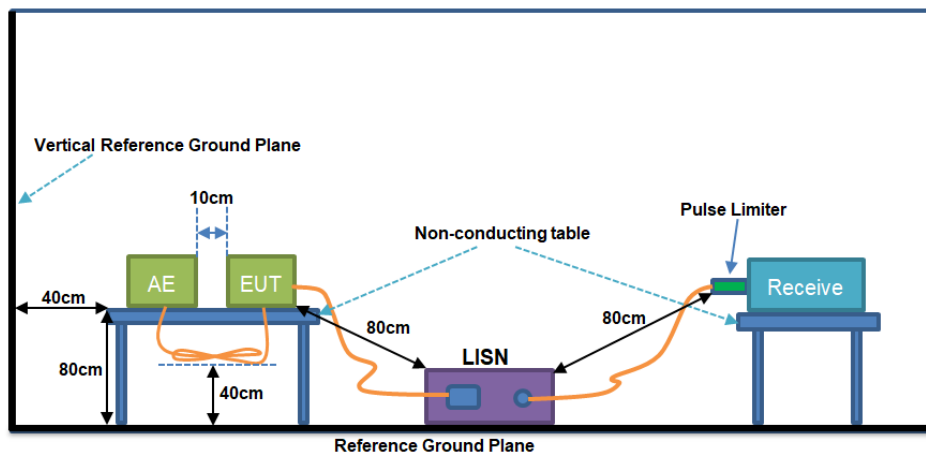 Vertical Reference Ground Plane
10cm
Pulse Limiter
Non-conducting table
AE
EUT
Receive
40cm
80cm
80cm
LISN
80cm
40cm
Reference Ground Plane